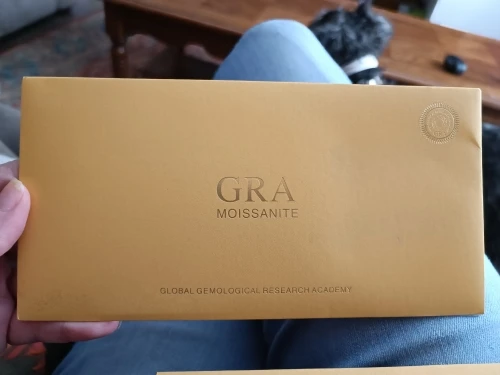 GRA
MOISSANITE
GLOBAL GEMOLOGICAL RESEARCH ACADEMY